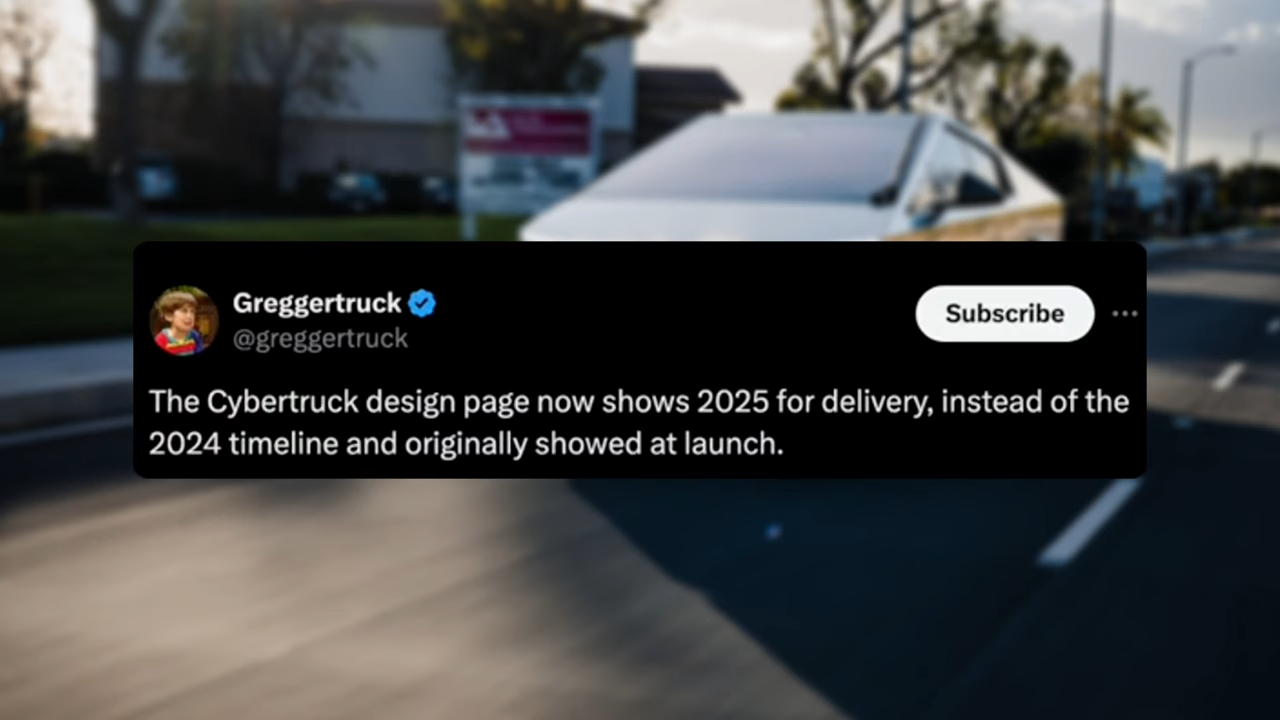 Greggertruck
@greggertruck
Subscribe
The Cybertruck design page now shows 2025 for delivery, instead of the
2024 timeline and originally showed at launch.